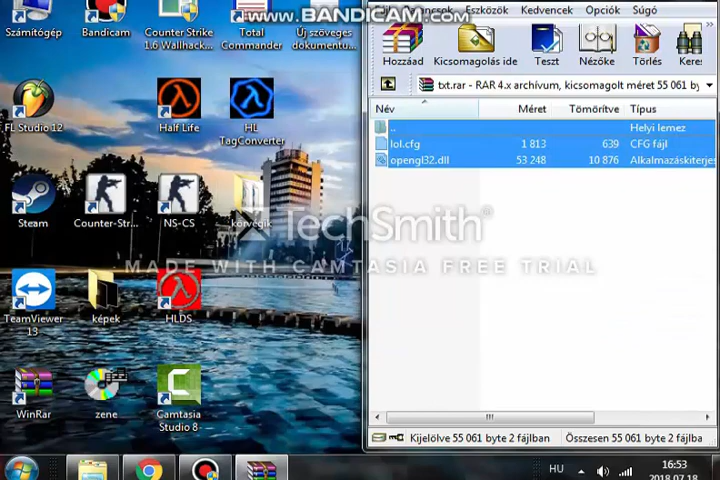 www.BANDICAM.com
Számítógép
Bandicam
Counter Strike
1.6 Wallhack...
Total
Commander
Új szöveges
dokumentu...
FL Studio 12
Half Life
HL
TagConverter
Steam
Counter-Str...
NS-CS
körvégik
TeamViewer
13
képek
HLDS
WinRar
zene
Camtasia
Studio 8
Eszközök
Kedvencek
Opciók
Súgó
Hozzáad
Kicsomagolás ide
Teszt
Nézőke
Törlés
Kere
txt.rar - RAR 4.x archívum, kicsomagolt méret 55 061 by
Név
Méret
Tömörítve
Típus
..
Helyi lemez
lol.cfg
1 813
639
CFG fájl
opengl32.dll
53 248
10 876
Alkalmazáskiterjes
TechSmith®
MADE WITH CAMTASIA FREE TRIAL
Kijelölve 55 061 byte 2 fájlban
Összesen 55 061 byte 2 fájlba
HU
16:53
2018.07.18